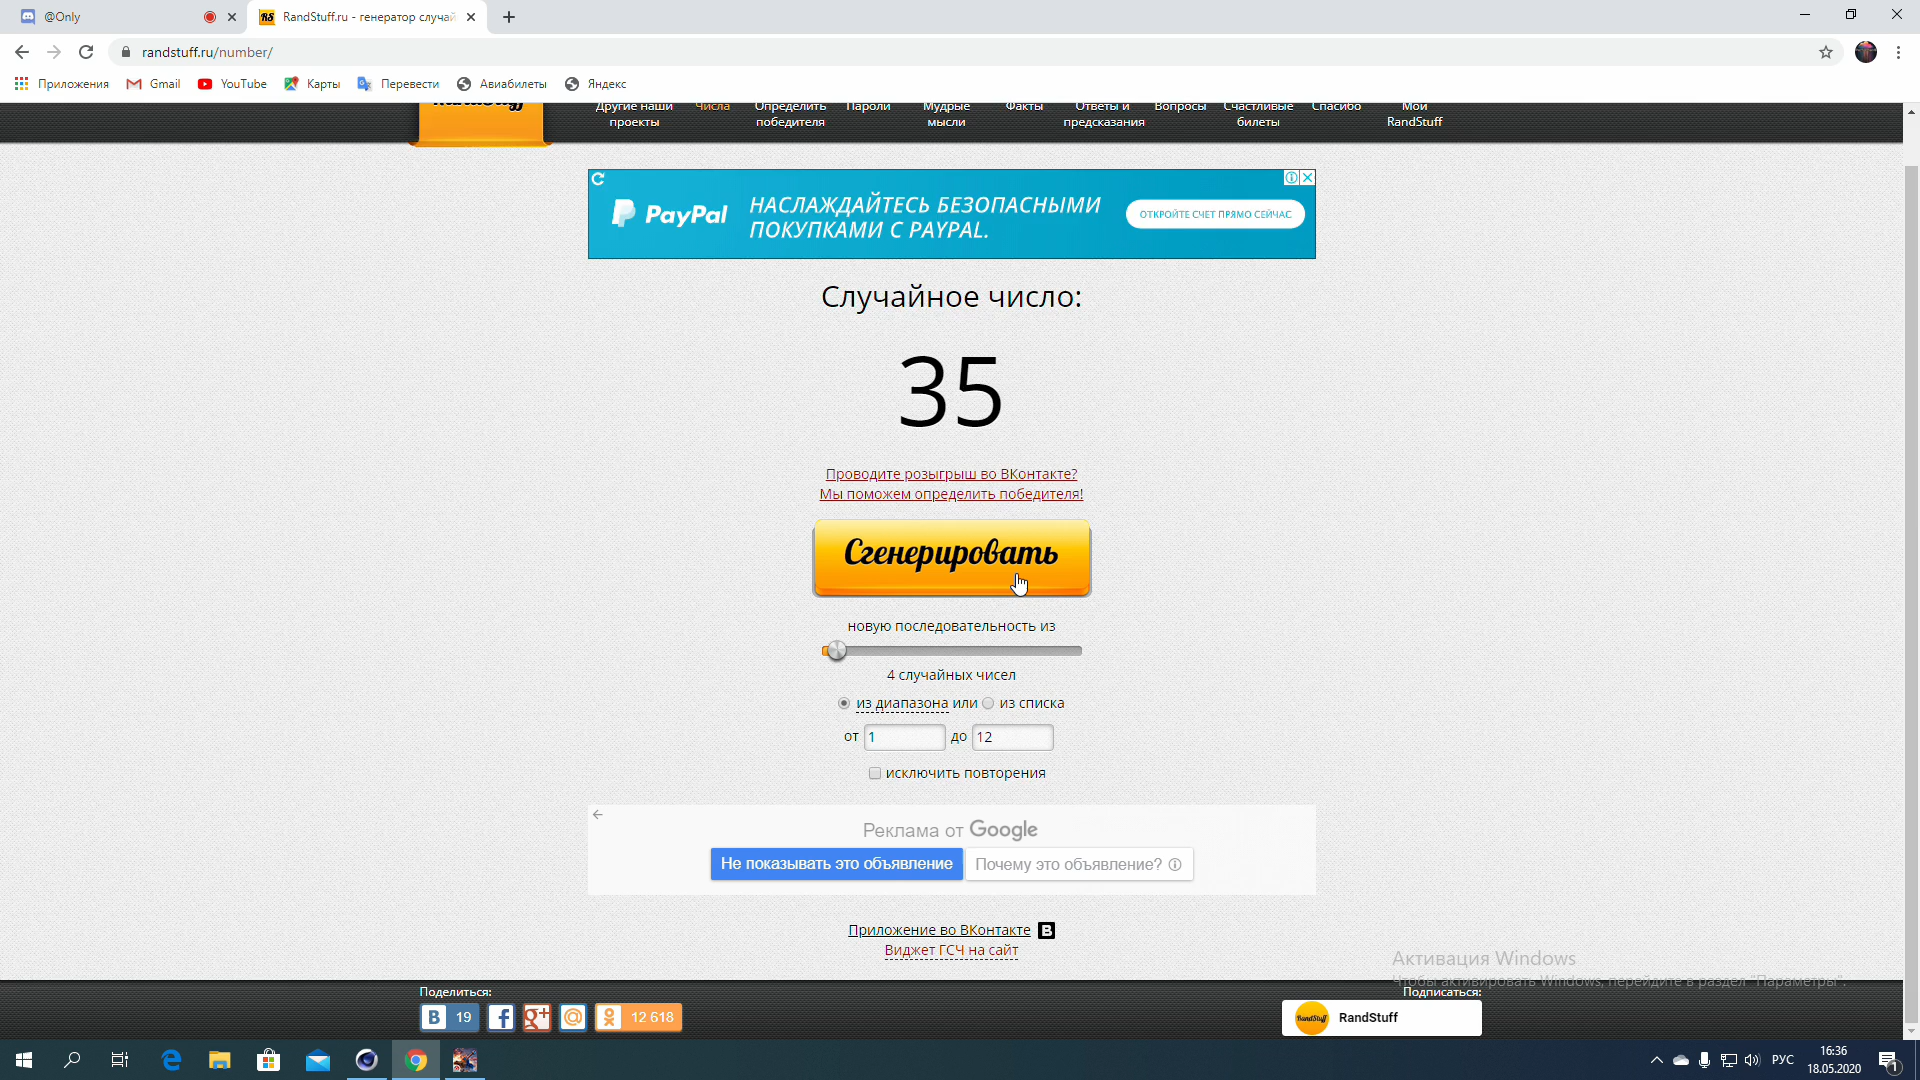 @Only
RandStuff.ru - генератор случай
randstuff.ru/number/
Приложения
Gmail
YouTube
Карты
Перевести
Авиабилеты
Яндекс
RandStuff
Другие наши
проекты
Числа
Определить
победителя
Пароли
Мудрые
мысли
Факты
Ответы и
предсказания
Вопросы
Счастливые
билеты
Спасибо
Мой
RandStuff
PayPal
НАСЛАЖДАЙТЕСЬ БЕЗОПАСНЫМИ
ПОКУПКАМИ С PAYPAL.
ОТКРОЙТЕ СЧЕТ ПРЯМО СЕЙЧАС
Случайное число:
35
Проводите розыгрыш во ВКонтакте?
Мы поможем определить победителя!
Сгенерировать
новую последовательность из
4 случайных чисел
из диапазона или из списка
от 1 до 12
исключить повторения
Реклама от Google
Не показывать это объявление
Почему это объявление?
Приложение во ВКонтакте B
Виджет ГСЧ на сайт
Активация Windows
Чтобы активировать Windows, перейдите в раздел "Параметры".
Поделиться:
Подписаться:
B 19
12 618
RandStuff
RandStuff
РУС
16:36
18.05.2020
1